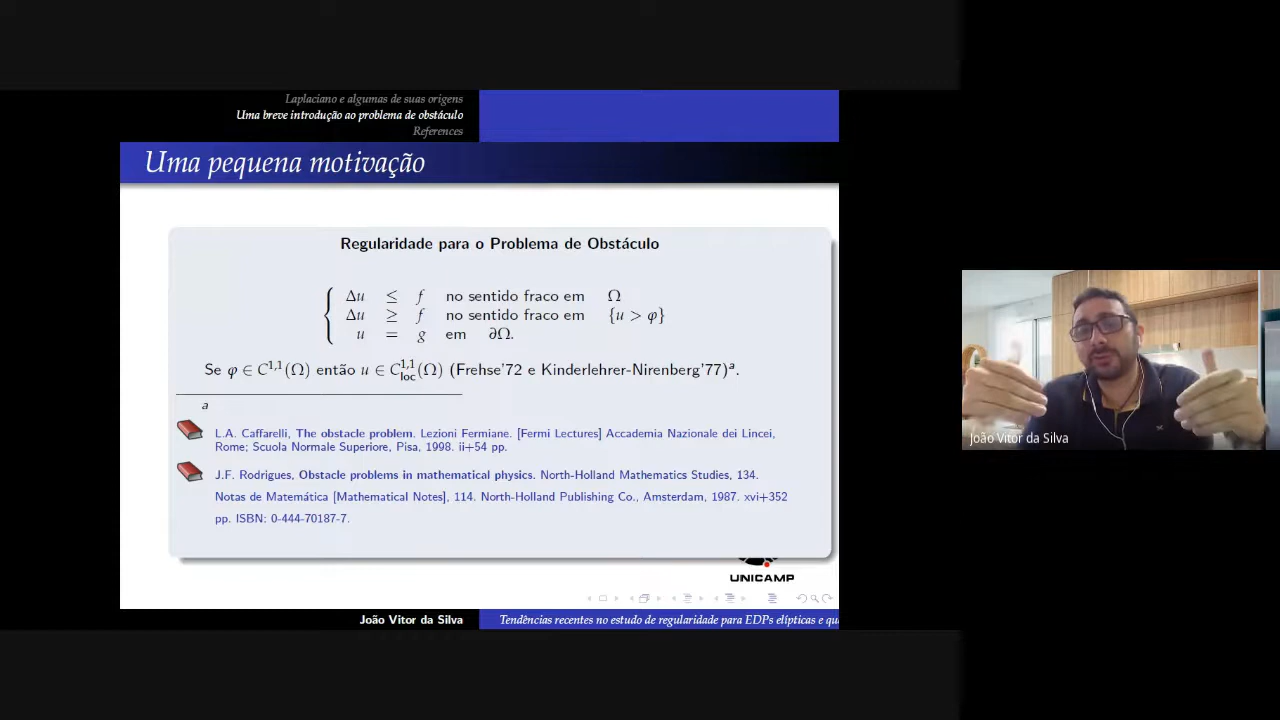 Laplaciano e algumas de suas origens
Uma breve introdução ao problema de obstáculo
References
Uma pequena motivação
Regularidade para o Problema de Obstáculo
Δu ≤ f no sentido fraco em Ω
Δu ≥ f no sentido fraco em {u > φ}
u = g em ∂Ω.
Se φ ∈ C^{1,1}(Ω) então u ∈ C^{1,1}_{loc}(Ω) (Frehse'72 e Kinderlehrer-Nirenberg'77)^a.
a
L.A. Caffarelli, The obstacle problem. Lezioni Fermiane. [Fermi Lectures] Accademia Nazionale dei Lincei,
Rome; Scuola Normale Superiore, Pisa, 1998. ii+54 pp.
J.F. Rodrigues, Obstacle problems in mathematical physics. North-Holland Mathematics Studies, 134.
Notas de Matemática [Mathematical Notes], 114. North-Holland Publishing Co., Amsterdam, 1987. xvi+352
pp. ISBN: 0-444-70187-7.
UNICAMP
João Vitor da Silva
Tendências recentes no estudo de regularidade para EDPs elípticas e
João Vitor da Silva